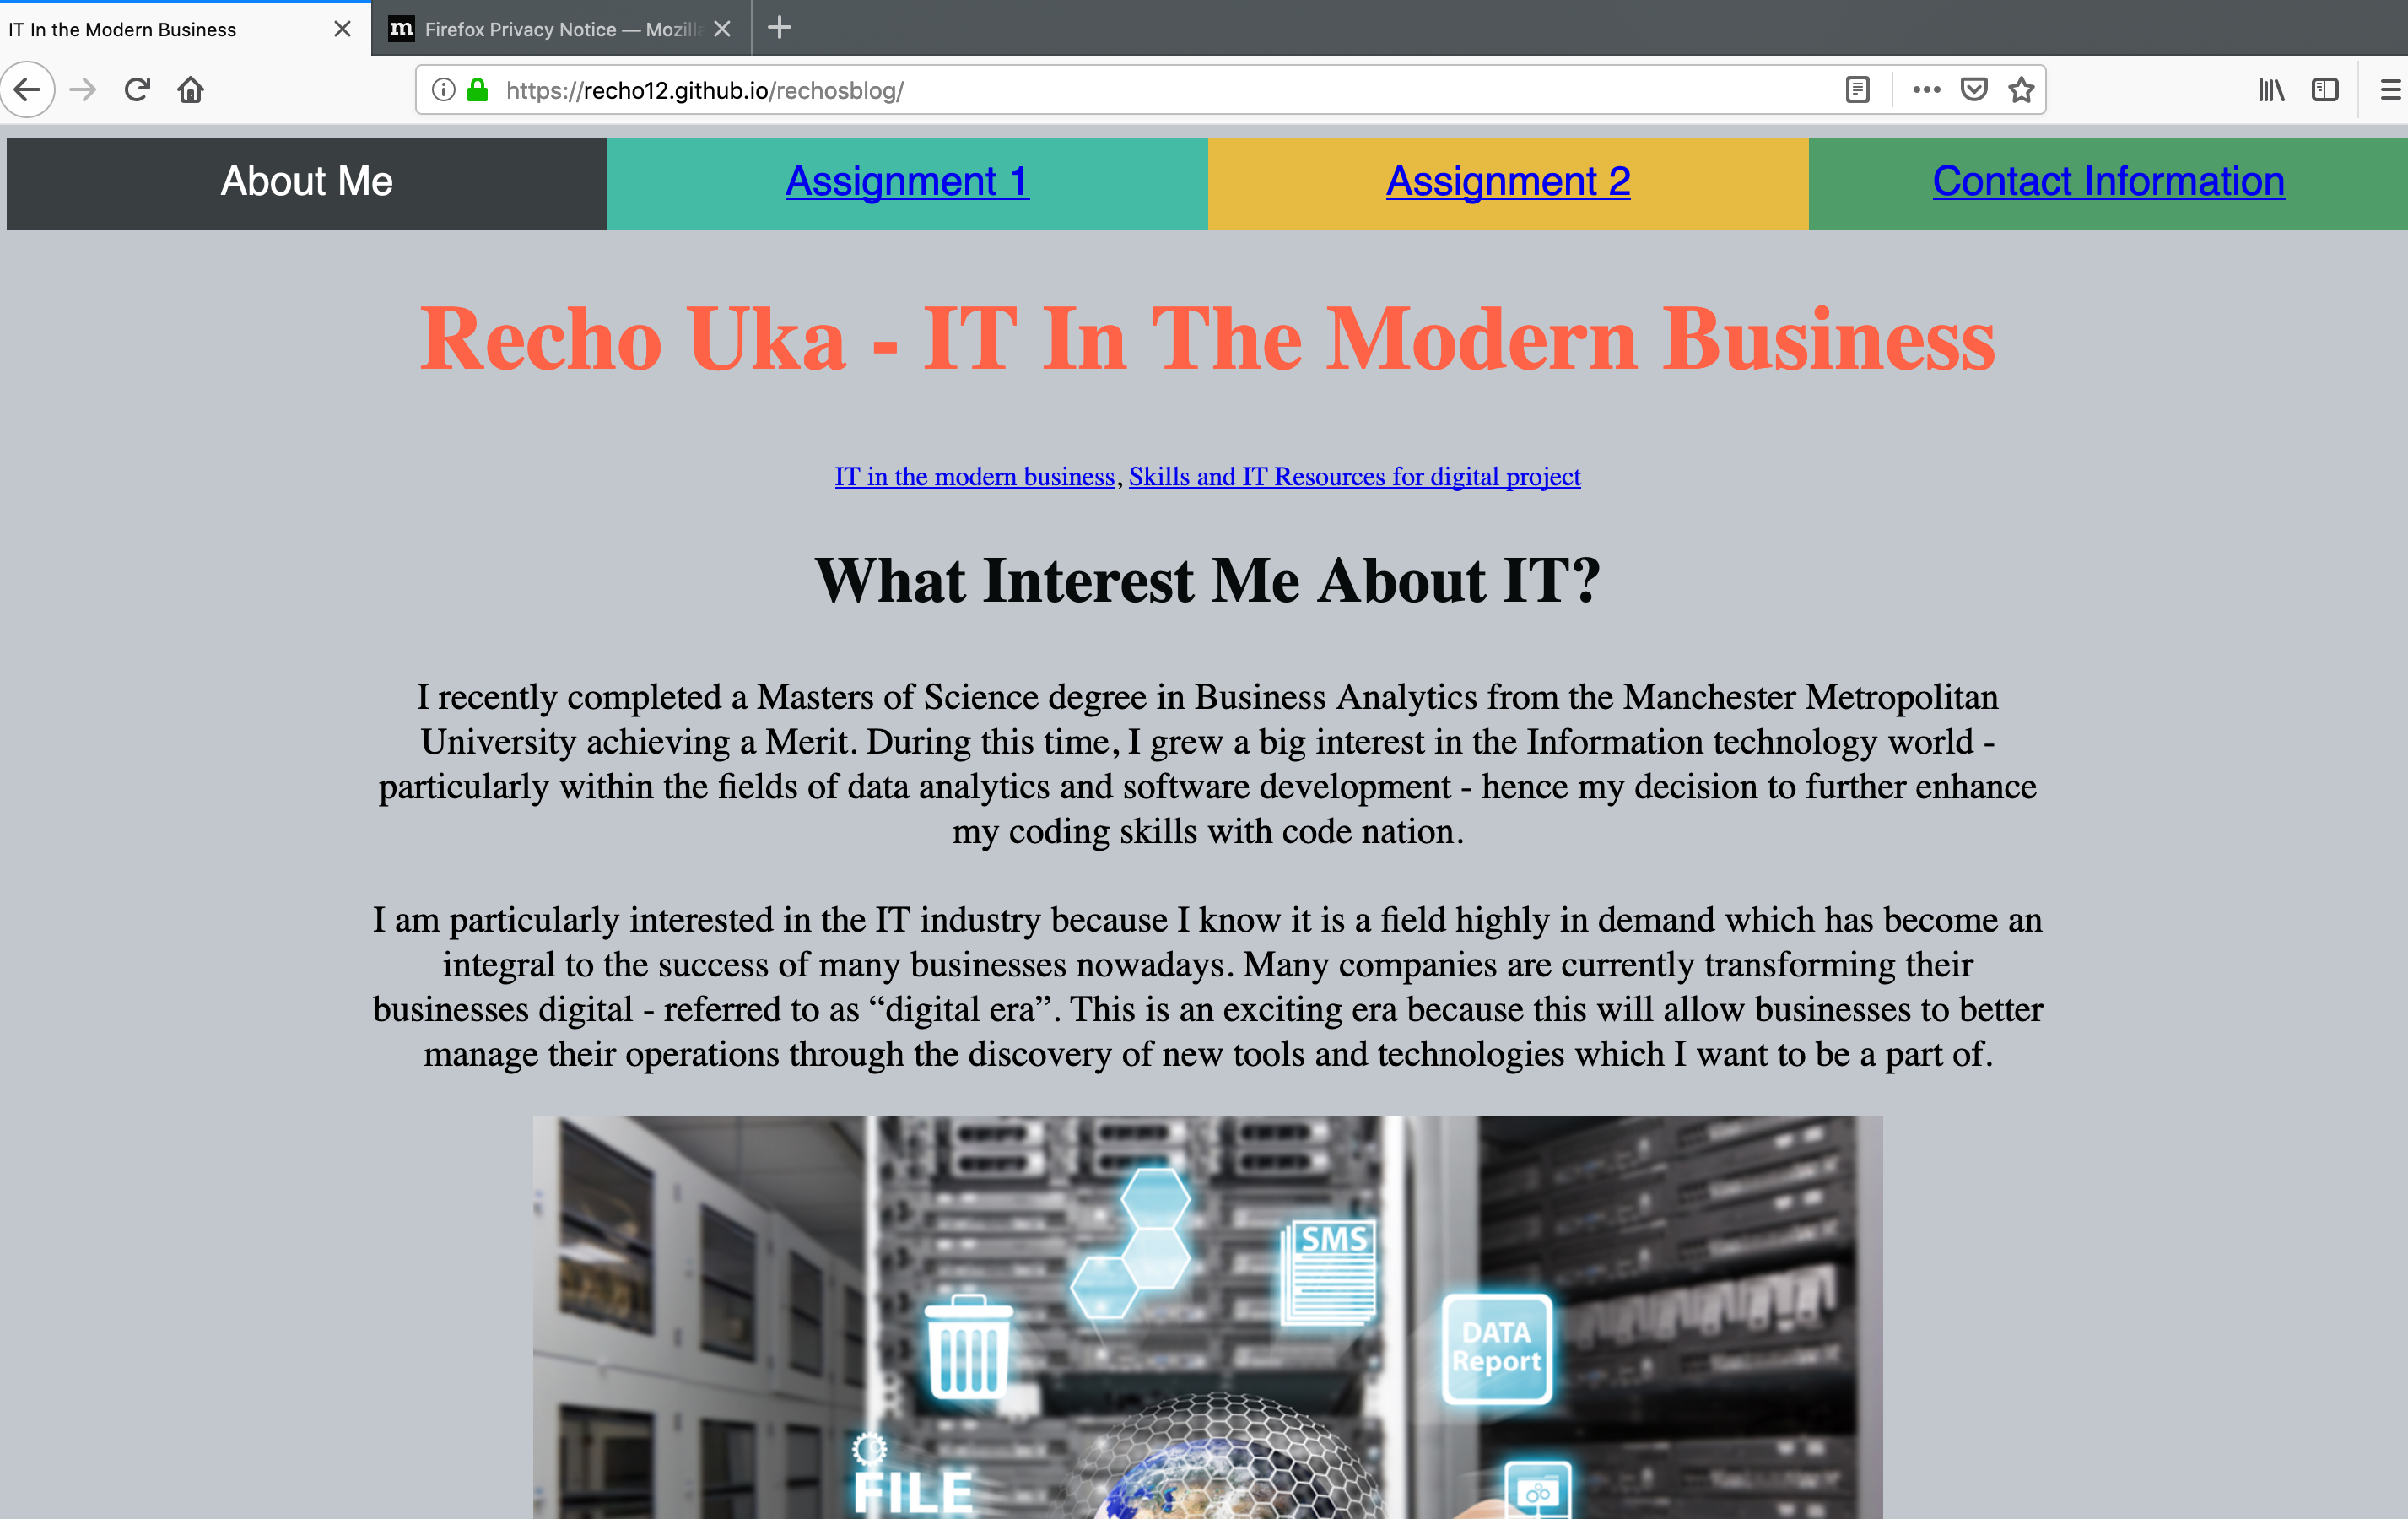 IT In the Modern Business
m Firefox Privacy Notice — Mozill
https://recho12.github.io/rechosblog/
About Me
Assignment 1
Assignment 2
Contact Information
Recho Uka - IT In The Modern Business
IT in the modern business, Skills and IT Resources for digital project
What Interest Me About IT?
I recently completed a Masters of Science degree in Business Analytics from the Manchester Metropolitan
University achieving a Merit. During this time, I grew a big interest in the Information technology world -
particularly within the fields of data analytics and software development - hence my decision to further enhance
my coding skills with code nation.
I am particularly interested in the IT industry because I know it is a field highly in demand which has become an
integral to the success of many businesses nowadays. Many companies are currently transforming their
businesses digital - referred to as “digital era”. This is an exciting era because this will allow businesses to better
manage their operations through the discovery of new tools and technologies which I want to be a part of.
SMS
DATA
Report
FILE